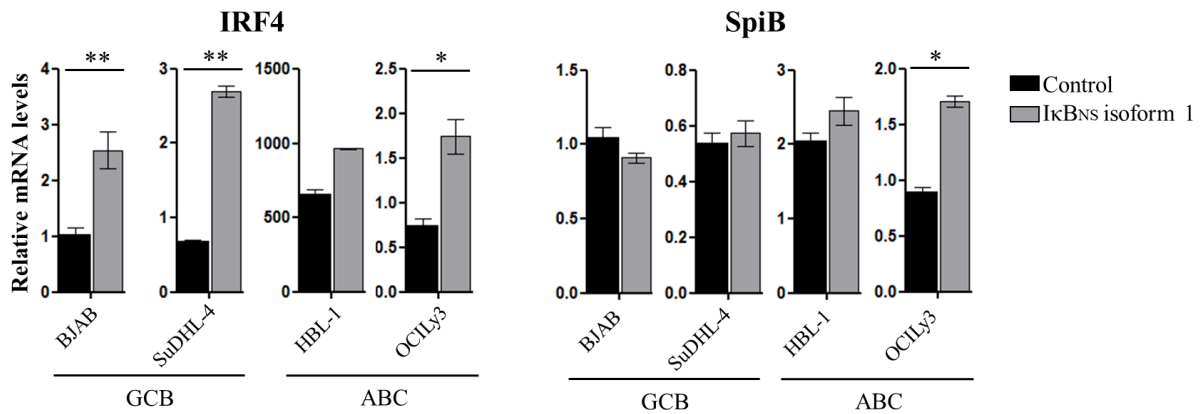 IRF4
SpiB
Relative mRNA levels
**
**
*
*
4
3
2
1
0
3
2
1
0
1500
1000
500
0
2.5
2.0
1.5
1.0
0.5
0.0
1.5
1.0
0.5
0.0
0.8
0.6
0.4
0.2
0.0
3
2
1
0
2.0
1.5
1.0
0.5
0.0
Control
IκBNS isoform 1
BJAB
SuDHL-4
HBL-1
OCILy3
BJAB
SuDHL-4
HBL-1
OCILy3
GCB
ABC
GCB
ABC